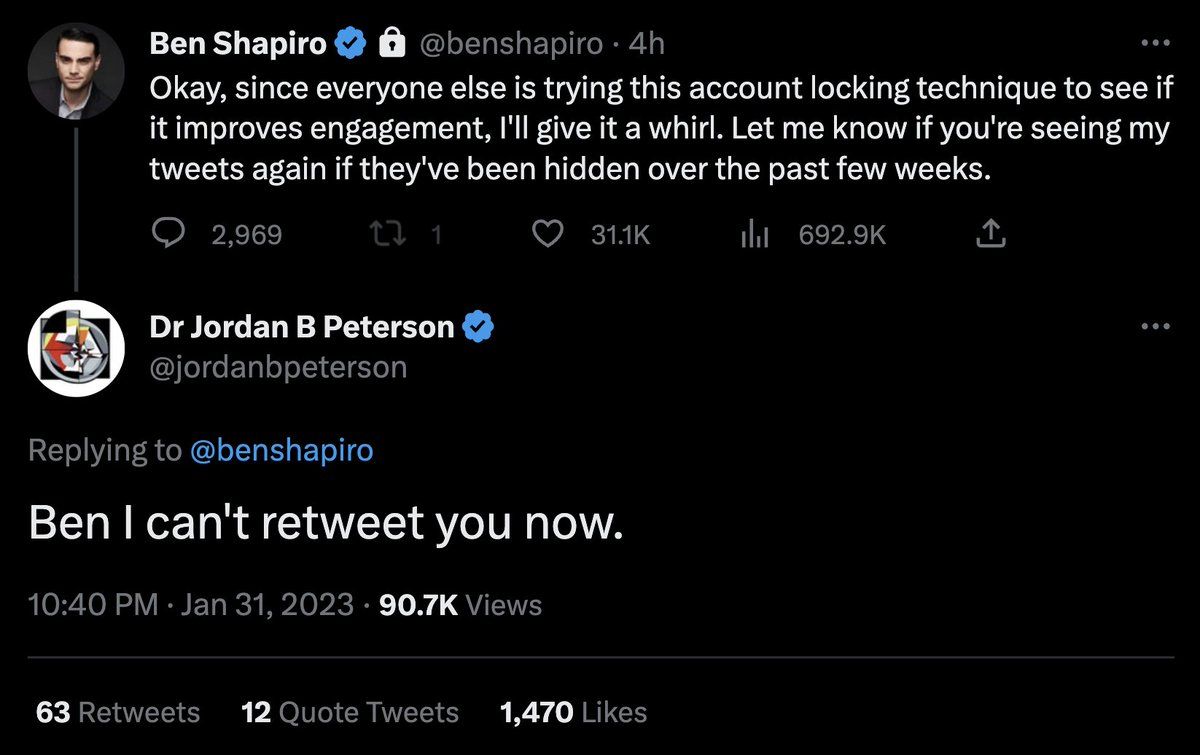 Ben Shapiro @benshapiro · 4h
Okay, since everyone else is trying this account locking technique to see if
it improves engagement, I'll give it a whirl. Let me know if you're seeing my
tweets again if they've been hidden over the past few weeks.
2,969 1 31.1K 692.9K
Dr Jordan B Peterson
@jordanbpeterson
Replying to @benshapiro
Ben I can't retweet you now.
10:40 PM · Jan 31, 2023 · 90.7K Views
63 Retweets 12 Quote Tweets 1,470 Likes